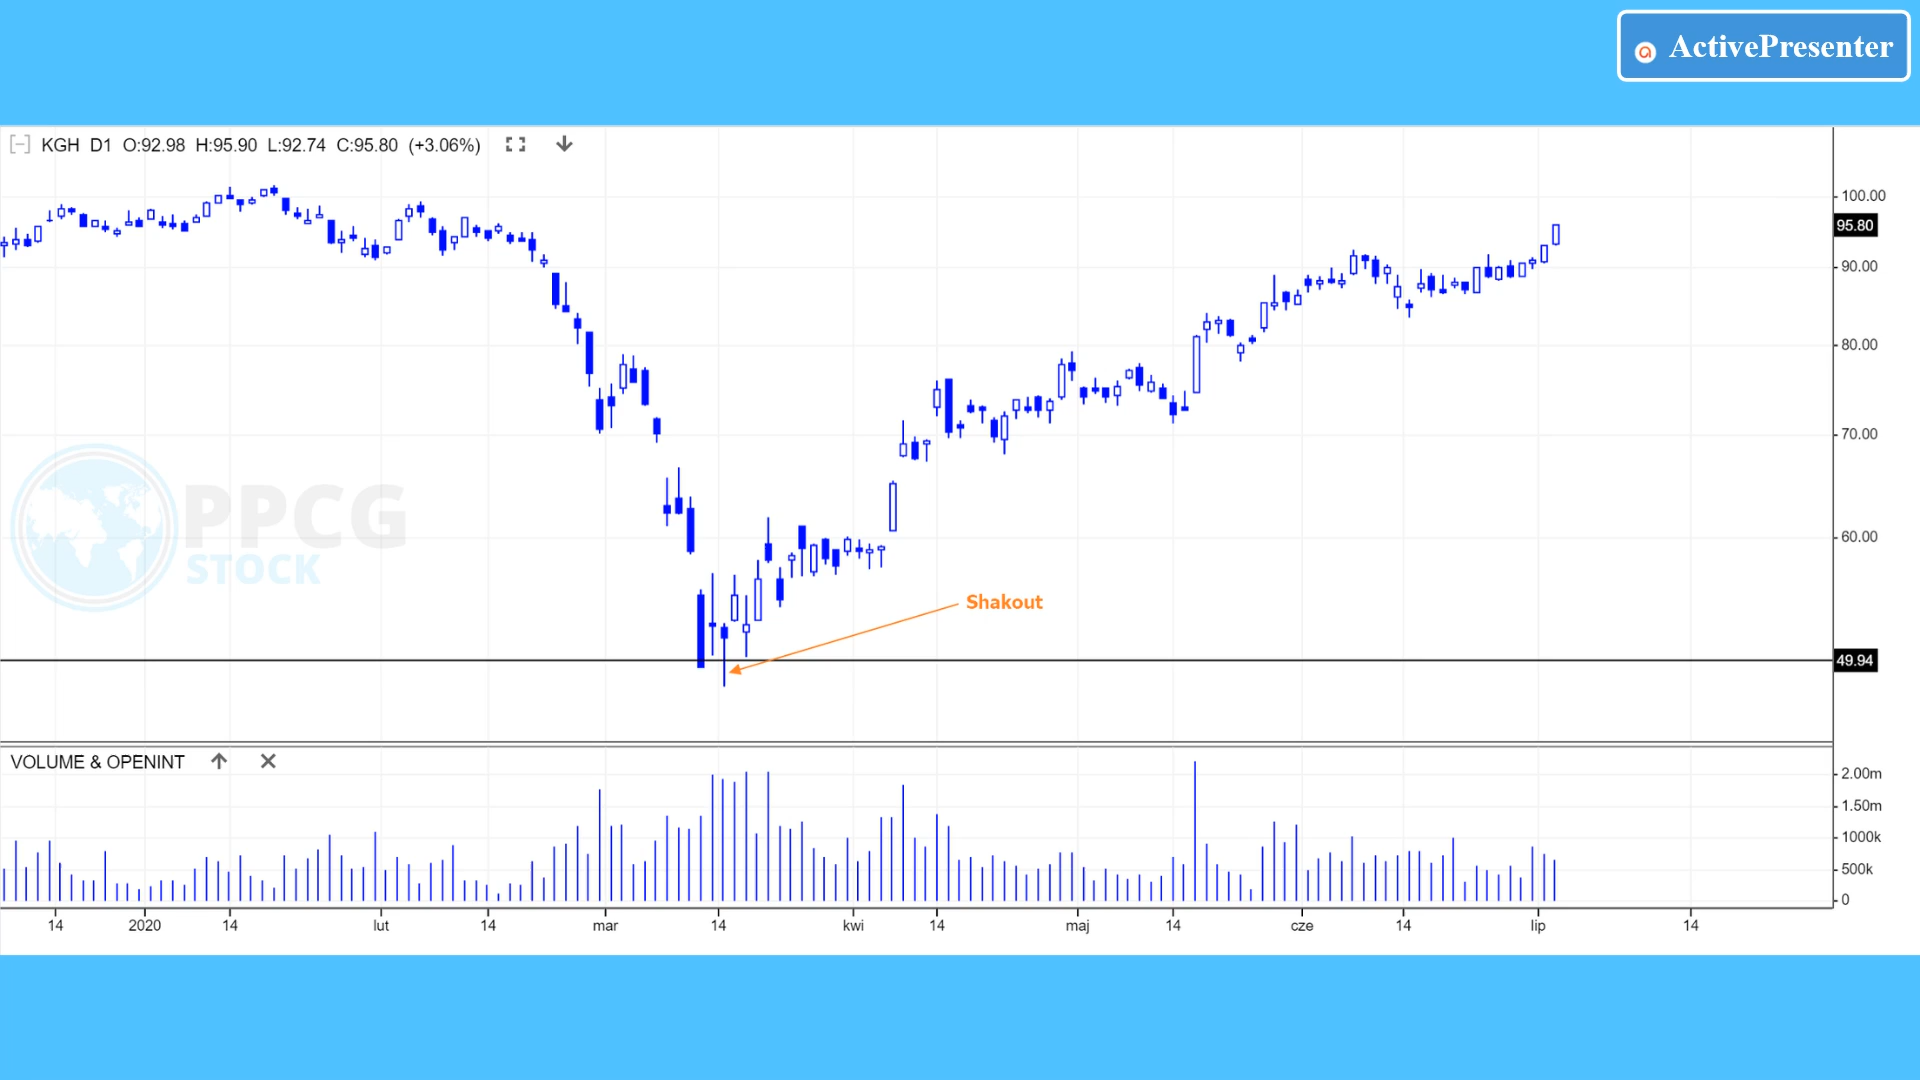 ActivePresenter
[-] KGH D1 O:92.98 H:95.90 L:92.74 C:95.80 (+3.06%)
100.00
95.80
90.00
80.00
70.00
PPCG
STOCK
60.00
Shakout
49.94
VOLUME & OPENINT
2.00m
1.50m
1000k
500k
0
14 2020 14 lut 14 mar 14 kwi 14 maj 14 cze 14 lip 14